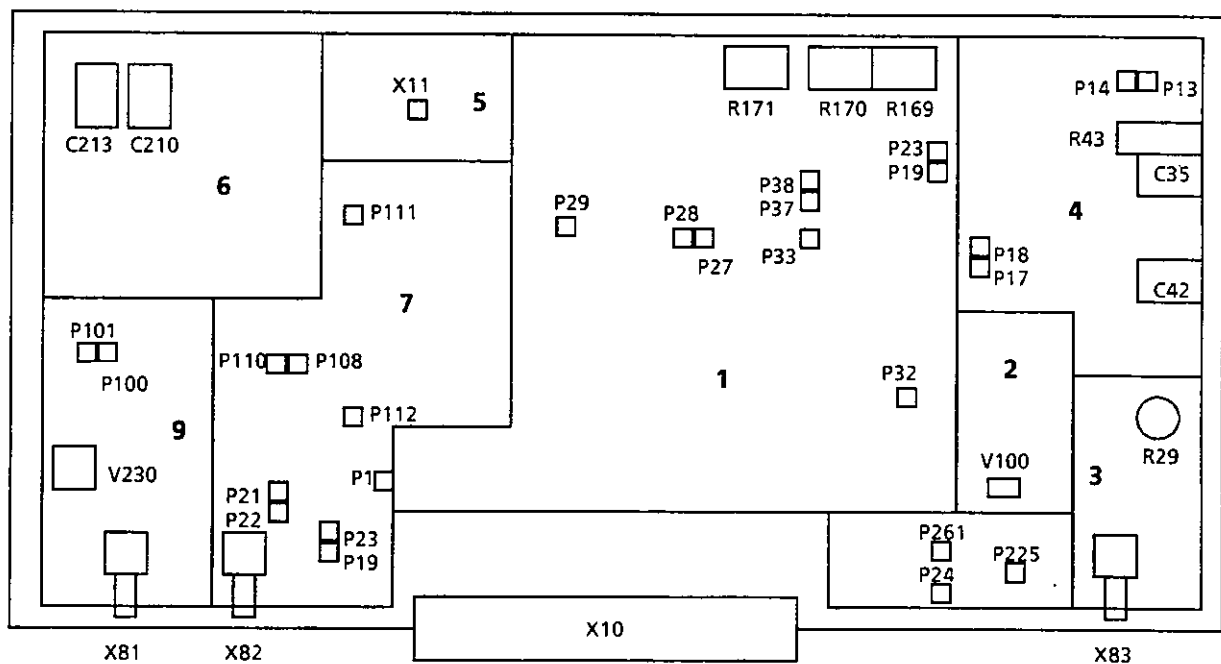 X11
5
P14
P13
R171
R170
R169
C213
C210
R43
P23
P19
C35
6
P38
P37
4
P111
P29
P28
P27
P33
P18
P17
C42
7
P101
P100
P110
P108
1
2
P32
P112
9
V230
P1
V100
3
R29
P21
P22
P23
P19
P261
P225
P24
X10
X81
X82
X83